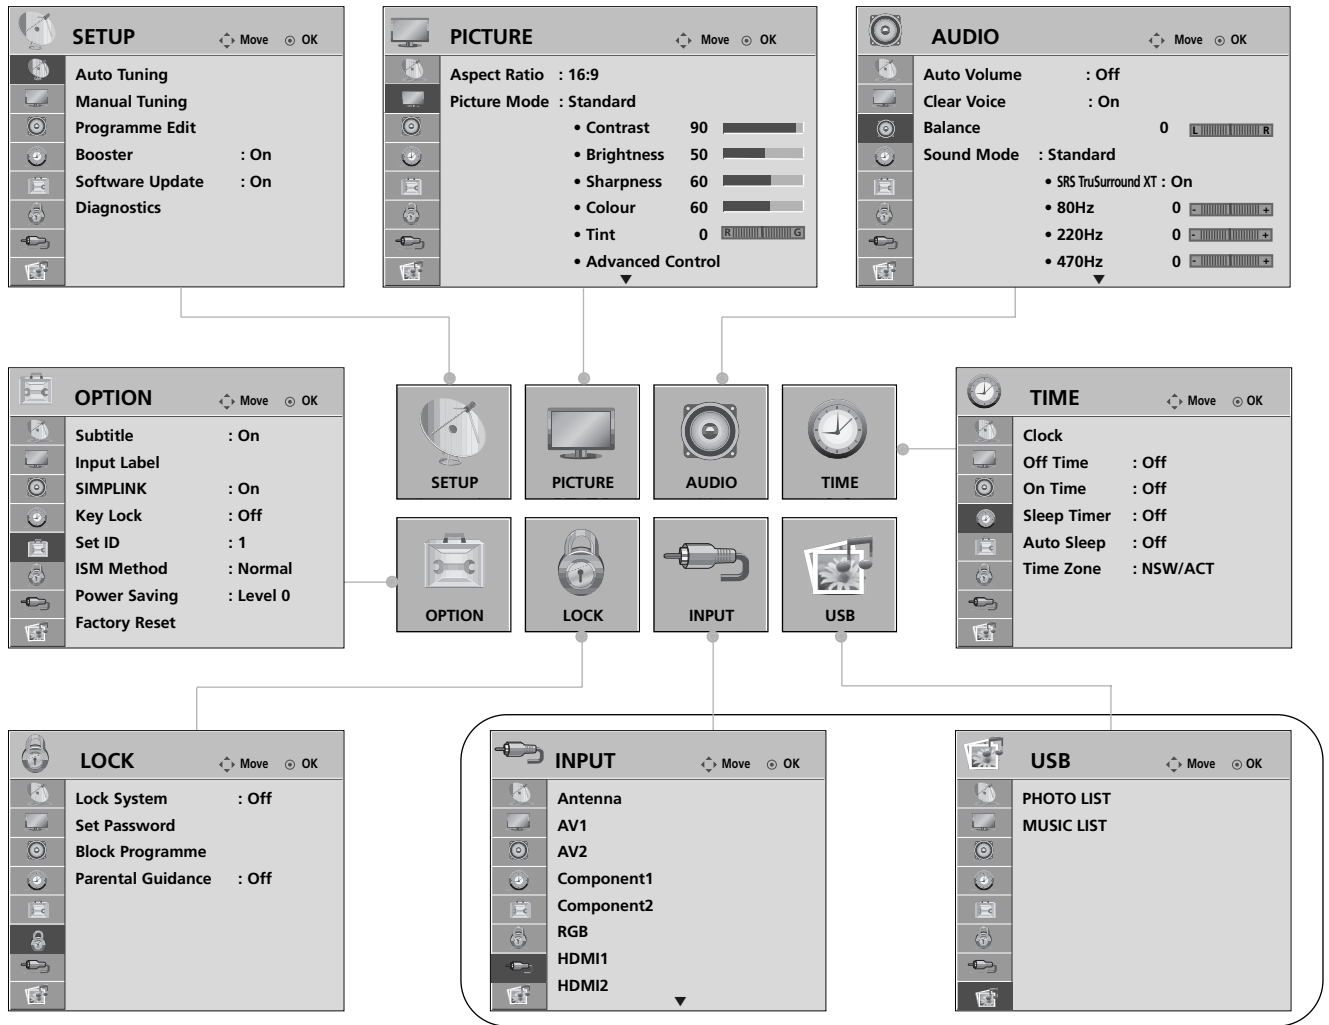 SETUP Move OK
Auto Tuning
Manual Tuning
Programme Edit
Booster : On
Software Update : On
Diagnostics
PICTURE Move OK
Aspect Ratio : 16:9
Picture Mode : Standard
• Contrast 90
• Brightness 50
• Sharpness 60
• Colour 60
• Tint 0 R G
• Advanced Control
AUDIO Move OK
Auto Volume : Off
Clear Voice : On
Balance 0 L R
Sound Mode : Standard
• SRS TruSurround XT : On
• 80Hz 0 - +
• 220Hz 0 - +
• 470Hz 0 - +
OPTION Move OK
Subtitle : On
Input Label
SIMPLINK : On
Key Lock : Off
Set ID : 1
ISM Method : Normal
Power Saving : Level 0
Factory Reset
SETUP
PICTURE
AUDIO
TIME
OPTION
LOCK
INPUT
USB
TIME Move OK
Clock
Off Time : Off
On Time : Off
Sleep Timer : Off
Auto Sleep : Off
Time Zone : NSW/ACT
LOCK Move OK
Lock System : Off
Set Password
Block Programme
Parental Guidance : Off
INPUT Move OK
Antenna
AV1
AV2
Component1
Component2
RGB
HDMI1
HDMI2
USB Move OK
PHOTO LIST
MUSIC LIST